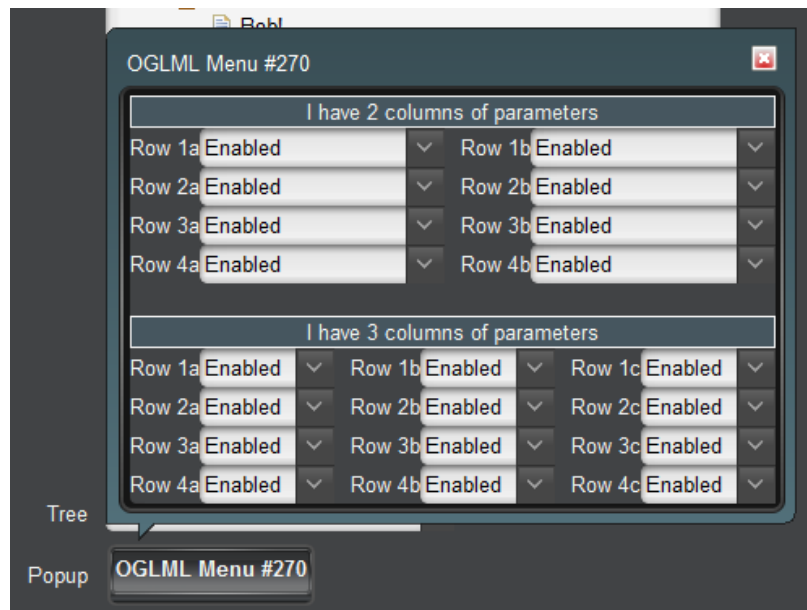 Bob!
OGLML Menu #270
I have 2 columns of parameters
Row 1a Enabled Row 1b Enabled
Row 2a Enabled Row 2b Enabled
Row 3a Enabled Row 3b Enabled
Row 4a Enabled Row 4b Enabled
I have 3 columns of parameters
Row 1a Enabled Row 1b Enabled Row 1c Enabled
Row 2a Enabled Row 2b Enabled Row 2c Enabled
Row 3a Enabled Row 3b Enabled Row 3c Enabled
Row 4a Enabled Row 4b Enabled Row 4c Enabled
Tree
Popup OGLML Menu #270